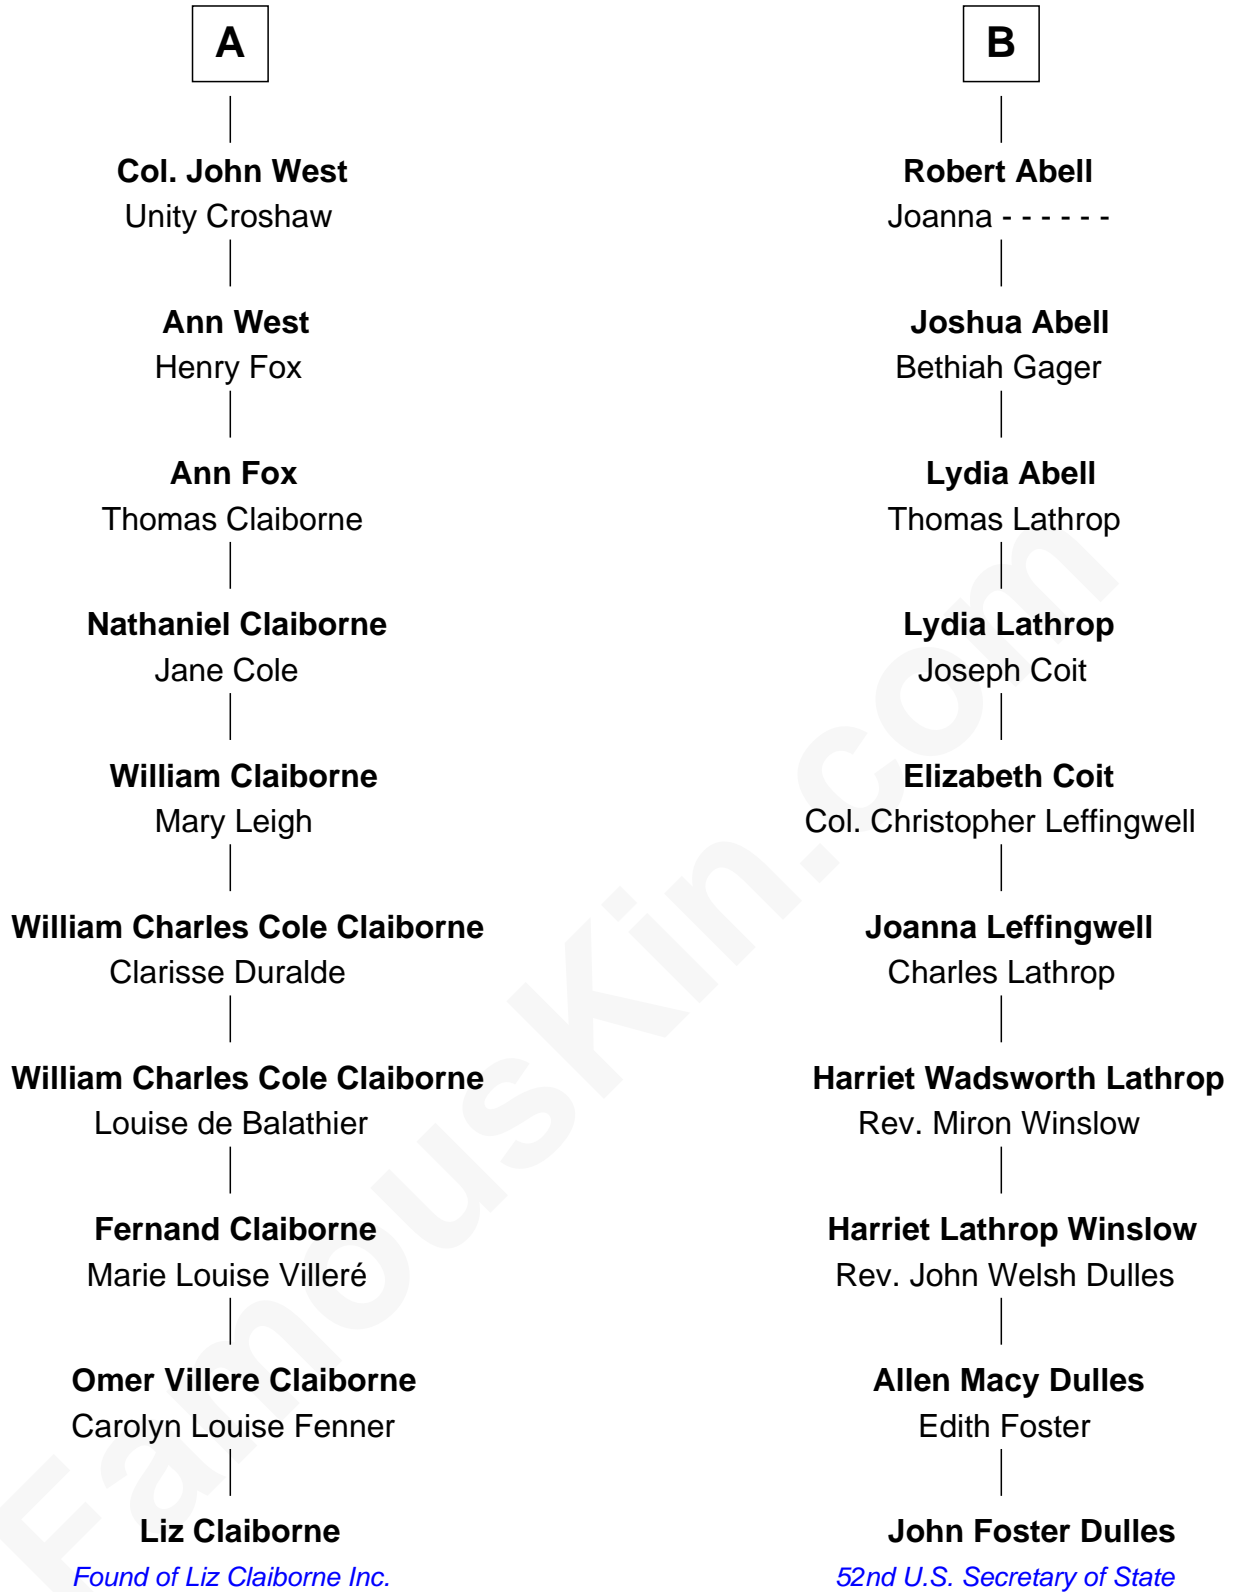 A
Col. John West
Unity Croshaw
Ann West
Henry Fox
Ann Fox
Thomas Claiborne
Nathaniel Claiborne
Jane Cole
William Claiborne
Mary Leigh
William Charles Cole Claiborne
Clarisse Duralde
William Charles Cole Claiborne
Louise de Balathier
Fernand Claiborne
Marie Louise Villeré
Omer Villere Claiborne
Carolyn Louise Fenner
Liz Claiborne
Found of Liz Claiborne Inc.
B
Robert Abell
Joanna - - - - - -
Joshua Abell
Bethiah Gager
Lydia Abell
Thomas Lathrop
Lydia Lathrop
Joseph Coit
Elizabeth Coit
Col. Christopher Leffingwell
Joanna Leffingwell
Charles Lathrop
Harriet Wadsworth Lathrop
Rev. Miron Winslow
Harriet Lathrop Winslow
Rev. John Welsh Dulles
Allen Macy Dulles
Edith Foster
John Foster Dulles
52nd U.S. Secretary of State
FamousKin.com